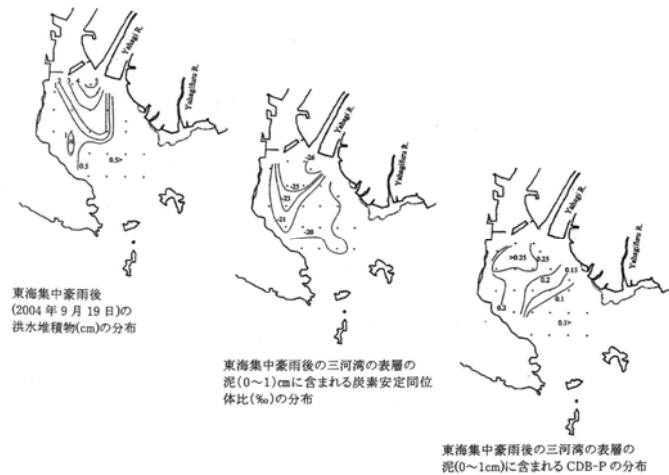 Yahagi R.
Yahagifuru R.
2
3
4
5
1
0.5
0.5>
東海集中豪雨後
(2004年9月19日)の
洪水堆積物(cm)の分布
Yahagi R.
Yahagifuru R.
-25
-23
-21
-20
東海集中豪雨後の三河湾の表層の
泥(0～1)㎝に含まれる炭素安定同位
体比(‰)の分布
Yahagi R.
Yahagifuru R.
>0.25
0.25
0.2
0.15
0.2
0.1
0.1>
東海集中豪雨後の三河湾の表層の
泥(0～1cm)に含まれるCDB-Pの分布